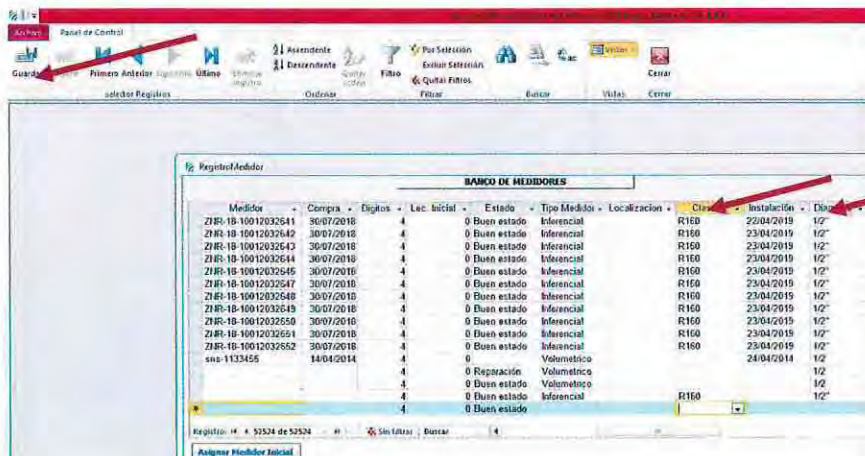 Archivo Panel de Control
Guardar Primero Anterior Siguiente Último Eliminar registro
Ascendente
Descendente
Quitar orden
Filtro
Por Selección
Excluir Selección
Quitar Filtros
Vistas
Cerrar
selector Registros Ordenar Filtrar Buscar Vistas Cerrar
RegistroMedidor
BANCO DE MEDIDORES
Medidor Compra Digitos Lec. Inicial Estado Tipo Medidor Localizacion Instalación
ZNR-18-10012032641 30/07/2018 4 0 Buen estado Inferencial R160 22/04/2019 1/2"
ZNR-18-10012032642 30/07/2018 4 0 Buen estado Inferencial R160 23/04/2019 1/2"
ZNR-18-10012032643 30/07/2018 4 0 Buen estado Inferencial R160 23/04/2019 1/2"
ZNR-18-10012032644 30/07/2018 4 0 Buen estado Inferencial R160 23/04/2019 1/2"
ZNR-18-10012032645 30/07/2018 4 0 Buen estado Inferencial R160 23/04/2019 1/2"
ZNR-18-10012032647 30/07/2018 4 0 Buen estado Inferencial R160 23/04/2019 1/2"
ZNR-18-10012032648 30/07/2018 4 0 Buen estado Inferencial R160 23/04/2019 1/2"
ZNR-18-10012032649 30/07/2018 4 0 Buen estado Inferencial R160 23/04/2019 1/2"
ZNR-18-10012032650 30/07/2018 4 0 Buen estado Inferencial R160 23/04/2019 1/2"
ZNR-18-10012032651 30/07/2018 4 0 Buen estado Inferencial R160 23/04/2019 1/2"
ZNR-18-10012032652 30/07/2018 4 0 Buen estado Inferencial R160 23/04/2019 1/2"
sns-1133455 14/04/2014 4 0 Volumetrico 24/04/2014 1/2
4 0 Reparación Volumetrico 1/2
4 0 Buen estado Volumetrico 1/2
4 0 Buen estado Inferencial R160 1/2"
4 0 Buen estado
Registro: 52524 de 52524 Sin filtrar Buscar 4
Asignar Medidor Inicial